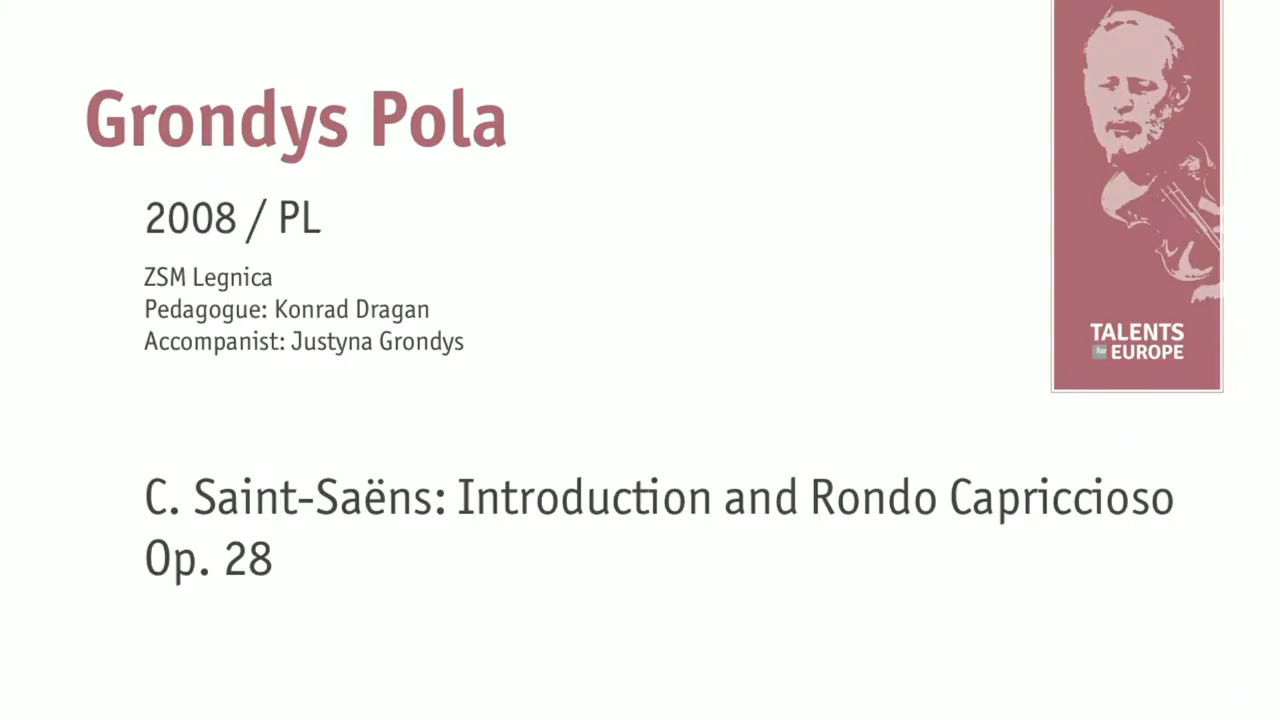 Grondys Pola
2008 / PL
ZSM Legnica
Pedagogue: Konrad Dragan
Accompanist: Justyna Grondys
C. Saint-Saëns: Introduction and Rondo Capriccioso
Op. 28
TALENTS
for EUROPE